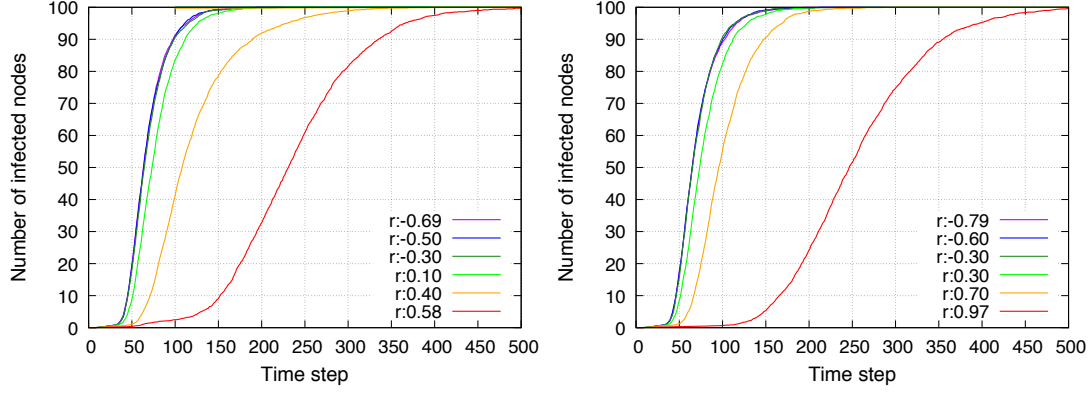 100
90
80
70
60
50
40
30
20
10
0
Number of infected nodes
r:-0.69
r:-0.50
r:-0.30
r:0.10
r:0.40
r:0.58
0 50 100 150 200 250 300 350 400 450 500
Time step
100
90
80
70
60
50
40
30
20
10
0
Number of infected nodes
r:-0.79
r:-0.60
r:-0.30
r:0.30
r:0.70
r:0.97
0 50 100 150 200 250 300 350 400 450 500
Time step